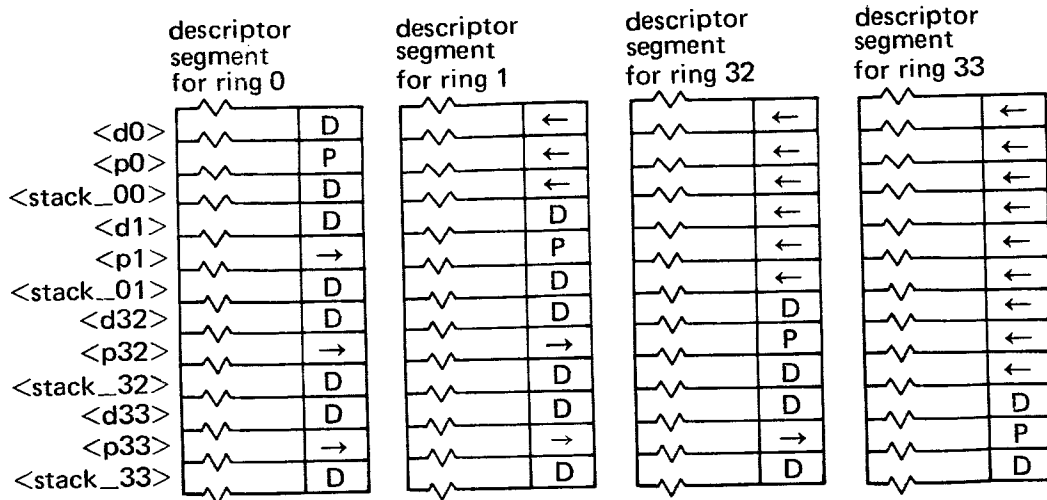 descriptor segment for ring 0
descriptor segment for ring 1
descriptor segment for ring 32
descriptor segment for ring 33
<d0> D ← ← ←
<p0> P ← ← ←
<stack_00> D ← ← ←
<d1> D D ← ←
<p1> → P ← ←
<stack_01> D D ← ←
<d32> D D D ←
<p32> → → P ←
<stack_32> D D D ←
<d33> D D D D
<p33> → → → P
<stack_33> D D D D